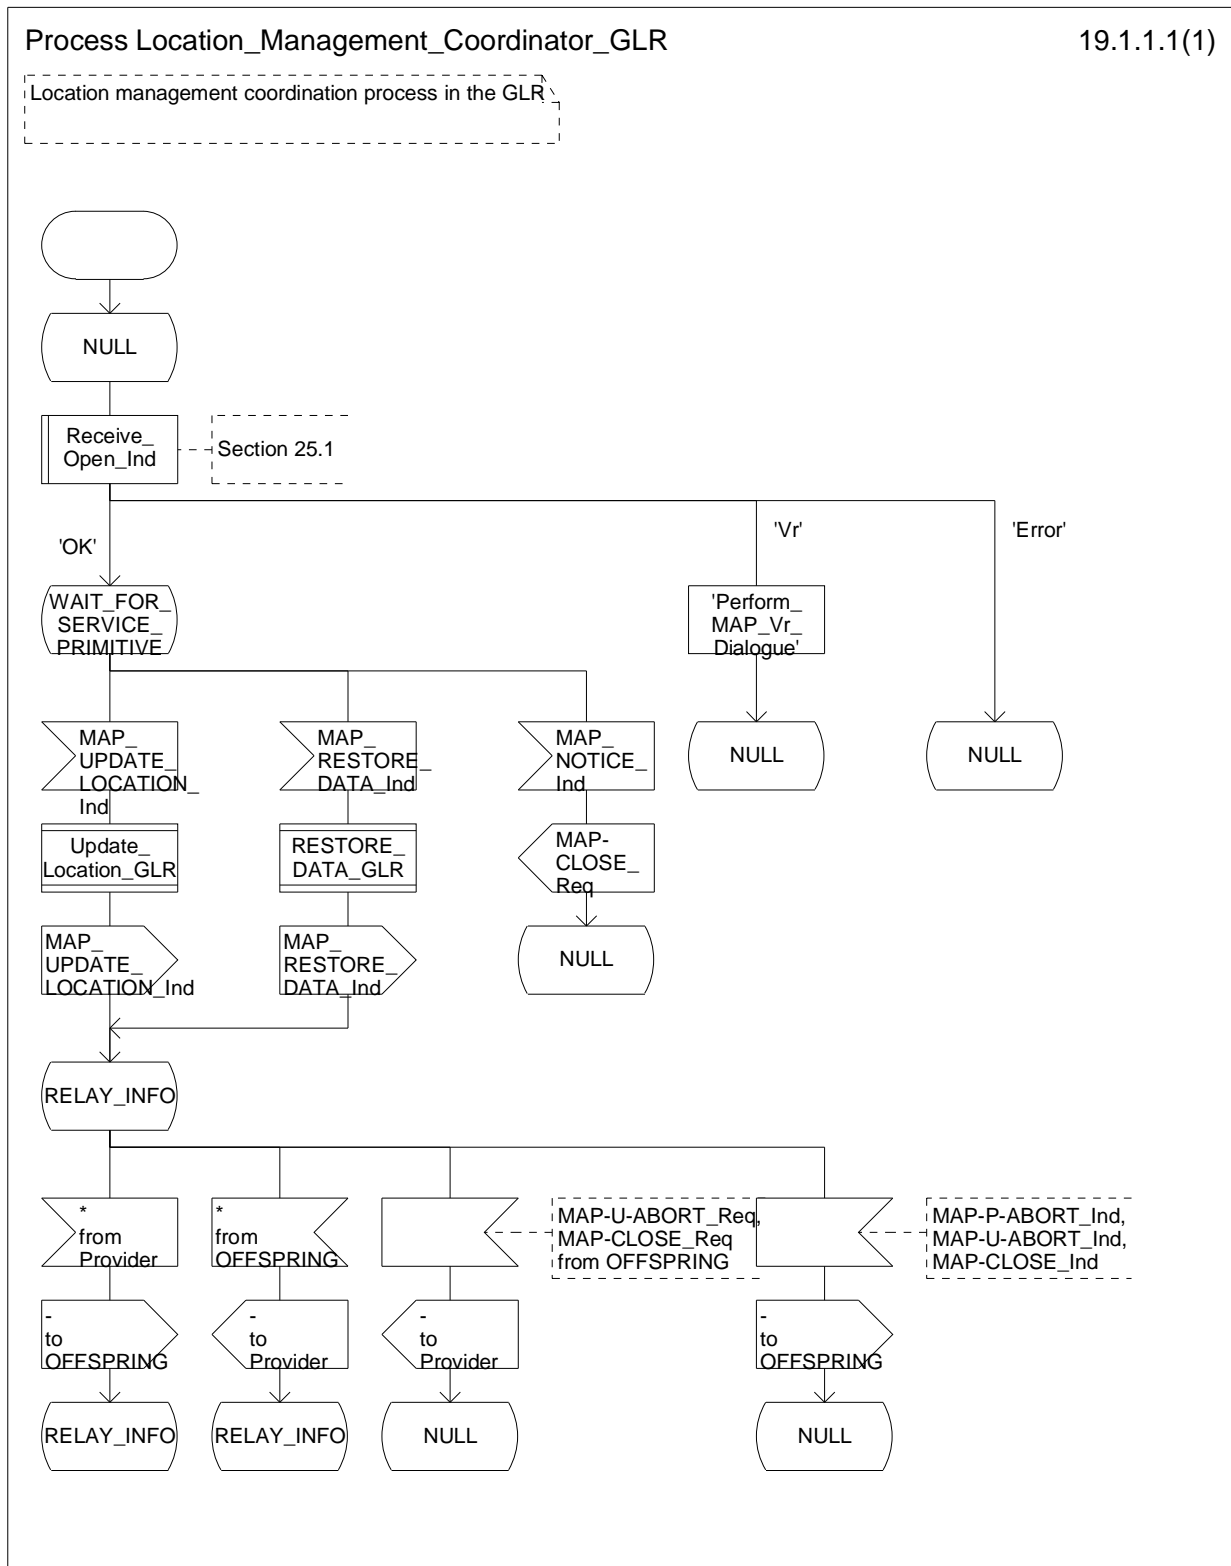 Process Location_Management_Coordinator_GLR
19.1.1.1(1)
Location management coordination process in the GLR
NULL
Receive_
Open_Ind
Section 25.1
'OK'
'Vr'
'Error'
WAIT_FOR_
SERVICE_
PRIMITIVE
'Perform_
MAP_Vr_
Dialogue'
MAP_
UPDATE_
LOCATION_
Ind
MAP_
RESTORE_
DATA_Ind
MAP_
NOTICE_
Ind
NULL
NULL
Update_
Location_GLR
RESTORE_
DATA_GLR
MAP-
CLOSE_
Req
MAP_
UPDATE_
LOCATION_Ind
MAP_
RESTORE_
DATA_Ind
NULL
RELAY_INFO
*
from
Provider
*
from
OFFSPRING
MAP-U-ABORT_Req,
MAP-CLOSE_Req
from OFFSPRING
MAP-P-ABORT_Ind,
MAP-U-ABORT_Ind,
MAP-CLOSE_Ind
-
to
OFFSPRING
-
to
Provider
-
to
Provider
-
to
OFFSPRING
RELAY_INFO
RELAY_INFO
NULL
NULL